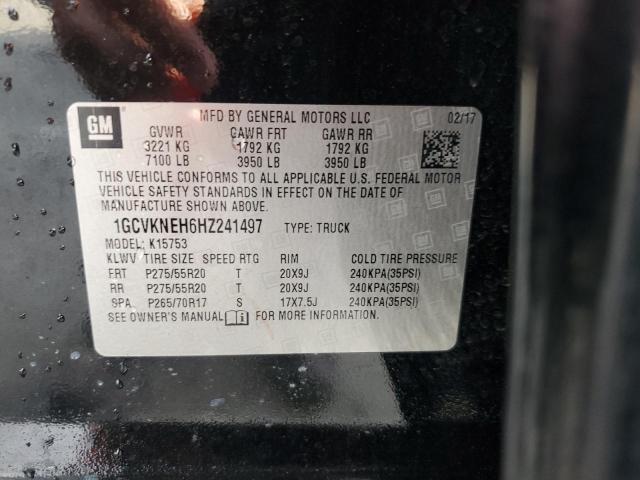 GM
MFD BY GENERAL MOTORS LLC 02/17
GVWR GAWR FRT GAWR RR
3221 KG 1792 KG 1792 KG
7100 LB 3950 LB 3950 LB
THIS VEHICLE CONFORMS TO ALL APPLICABLE U.S. FEDERAL MOTOR
VEHICLE SAFETY STANDARDS IN EFFECT ON THE DATE OF
MANUFACTURE SHOWN ABOVE.
1GCVKNEH6HZ241497 TYPE: TRUCK
MODEL: K15753
KLWV TIRE SIZE SPEED RTG RIM COLD TIRE PRESSURE
FRT P275/55R20 T 20X9J 240KPA(35PSI)
RR P275/55R20 T 20X9J 240KPA(35PSI)
SPA P265/70R17 S 17X7.5J 240KPA(35PSI)
SEE OWNER'S MANUAL FOR MORE INFORMATION.